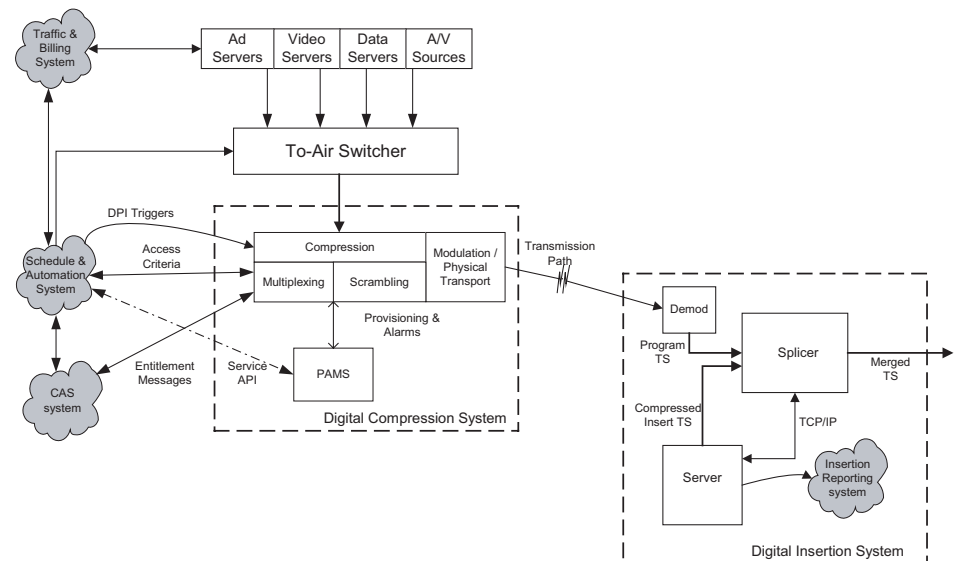 Traffic &
Billing
System
Ad
Servers
Video
Servers
Data
Servers
A/V
Sources
To-Air Switcher
DPI Triggers
Schedule &
Automation
System
Access
Criteria
Compression
Multiplexing
Scrambling
Modulation /
Physical
Transport
Transmission
Path
Provisioning &
Alarms
PAMS
Service
API
Entitlement
Messages
CAS
system
Digital Compression System
Demod
Program
TS
Splicer
Merged
TS
Compressed
Insert TS
TCP/IP
Server
Insertion
Reporting
system
Digital Insertion System